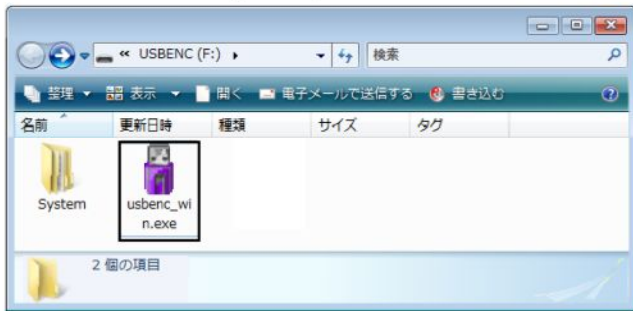 « USBENC (F:)
検索
整理 表示 開く 電子メールで送信する 書き込む
名前 更新日時 種類 サイズ タグ
System
usbenc_wi
n.exe
2 個の項目